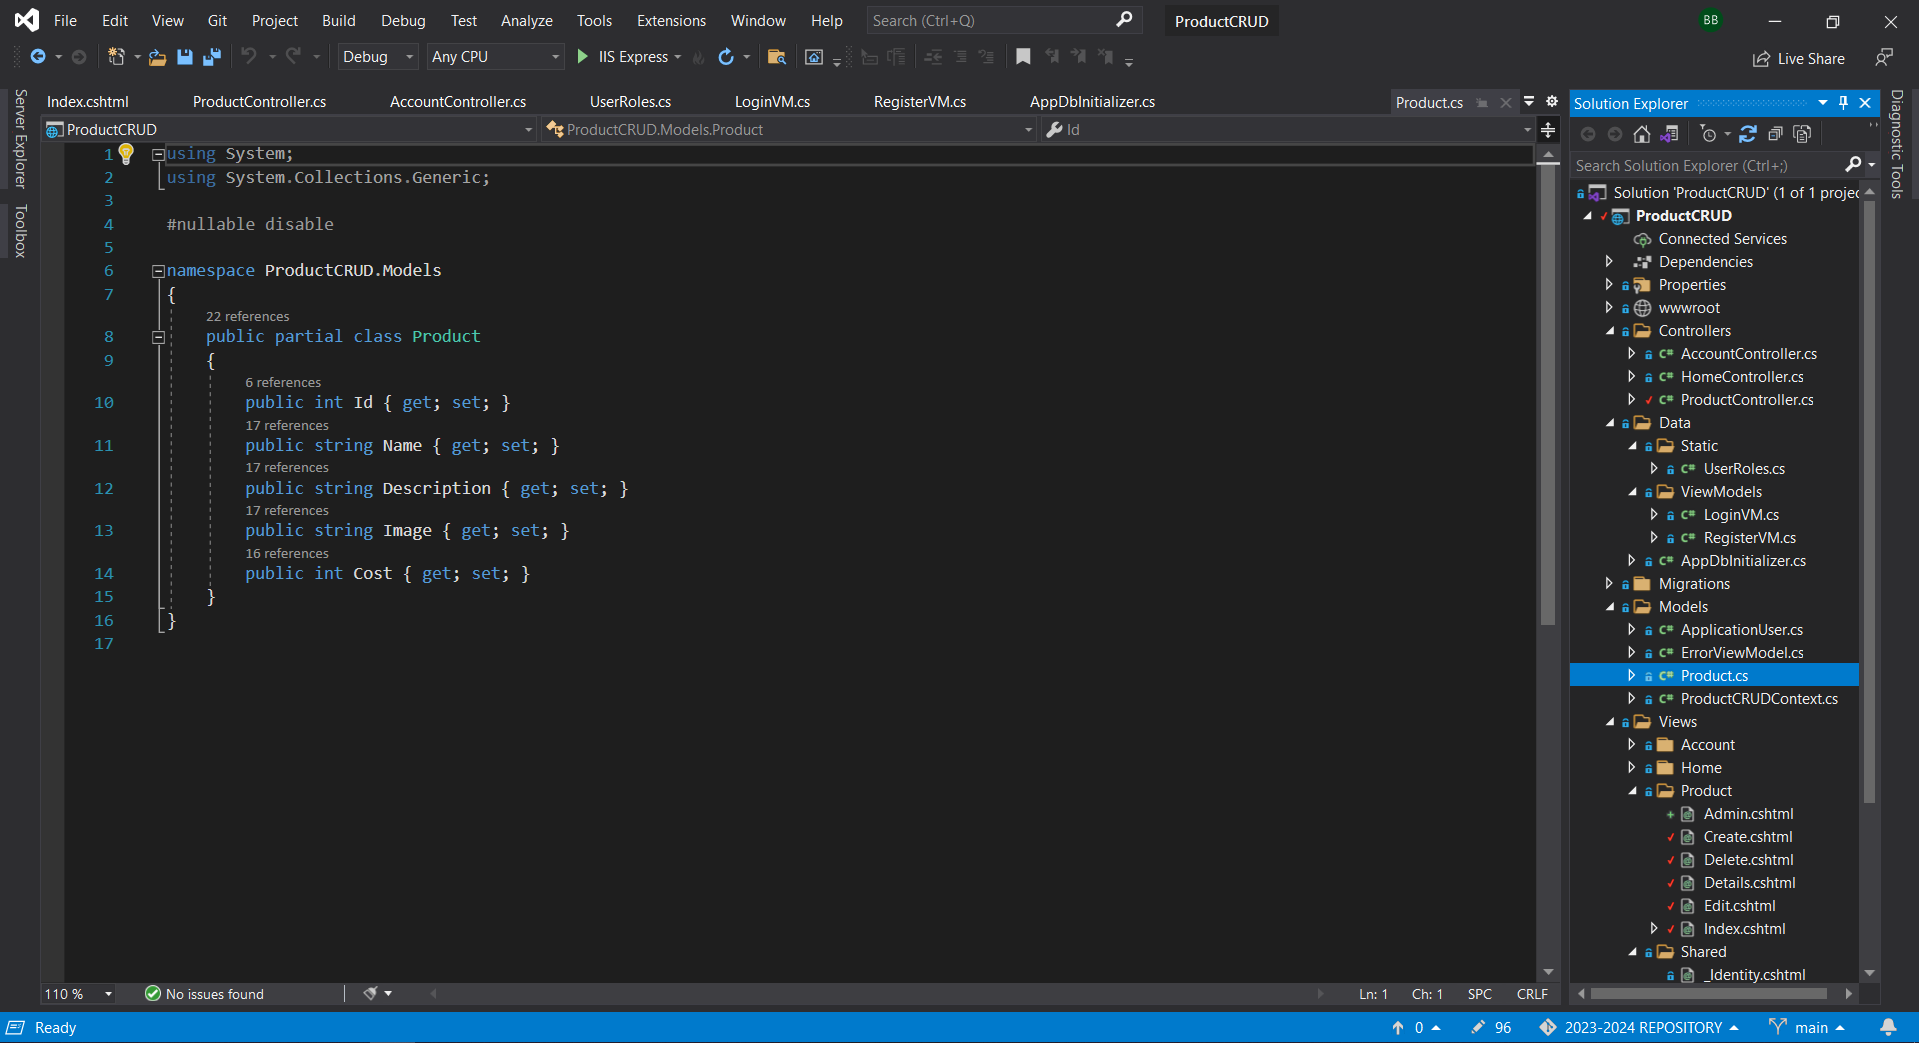 File Edit View Git Project Build Debug Test Analyze Tools Extensions Window Help Search (Ctrl+Q) ProductCRUD BB
Debug Any CPU IIS Express Live Share
Server Explorer
Toolbox
Index.cshtml ProductController.cs AccountController.cs UserRoles.cs LoginVM.cs RegisterVM.cs AppDbInitializer.cs Product.cs
ProductCRUD ProductCRUD.Models.Product Id
1 using System;
2 using System.Collections.Generic;
3
4 #nullable disable
5
6 namespace ProductCRUD.Models
7 {
22 references
8 public partial class Product
9 {
6 references
10 public int Id { get; set; }
17 references
11 public string Name { get; set; }
17 references
12 public string Description { get; set; }
17 references
13 public string Image { get; set; }
16 references
14 public int Cost { get; set; }
15 }
16 }
17
110 % No issues found Ln: 1 Ch: 1 SPC CRLF
Solution Explorer
Search Solution Explorer (Ctrl+;)
Solution 'ProductCRUD' (1 of 1 projec
ProductCRUD
Connected Services
Dependencies
Properties
wwwroot
Controllers
C# AccountController.cs
C# HomeController.cs
C# ProductController.cs
Data
Static
C# UserRoles.cs
ViewModels
C# LoginVM.cs
C# RegisterVM.cs
C# AppDbInitializer.cs
Migrations
Models
C# ApplicationUser.cs
C# ErrorViewModel.cs
C# Product.cs
C# ProductCRUDContext.cs
Views
Account
Home
Product
Admin.cshtml
Create.cshtml
Delete.cshtml
Details.cshtml
Edit.cshtml
Index.cshtml
Shared
_Identity.cshtml
Diagnostic Tools
Ready 0 96 2023-2024 REPOSITORY main